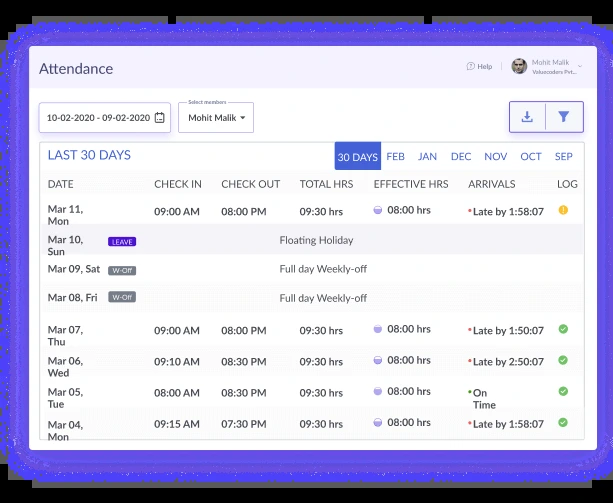 Attendance
Help
Mohit Malik
Valuecoders Pvt...
10-02-2020 - 09-02-2020
Select members
Mohit Malik
LAST 30 DAYS
30 DAYS FEB JAN DEC NOV OCT SEP
DATE CHECK IN CHECK OUT TOTAL HRS EFFECTIVE HRS ARRIVALS LOG
Mar 11, 09:00 AM 08:00 PM 09:30 hrs 08:00 hrs Late by 1:58:07
Mon
Mar 10, LEAVE Floating Holiday
Sun
Mar 09, Sat W-Off Full day Weekly-off
Mar 08, Fri W-Off Full day Weekly-off
Mar 07, 09:00 AM 08:00 PM 09:30 hrs 08:00 hrs Late by 1:50:07
Thu
Mar 06, 09:10 AM 08:30 PM 09:30 hrs 08:00 hrs Late by 2:50:07
Wed
Mar 05, 08:00 AM 08:30 PM 09:30 hrs 08:00 hrs On
Tue Time
Mar 04, 09:15 AM 07:30 PM 09:30 hrs 08:00 hrs Late by 1:58:07
Mon